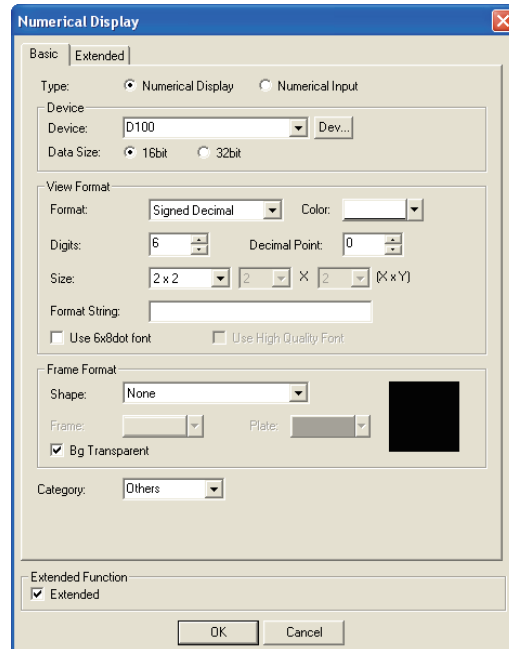 Numerical Display
Basic Extended
Type: Numerical Display Numerical Input
Device
Device: D100 Dev...
Data Size: 16bit 32bit
View Format
Format: Signed Decimal Color:
Digits: 6 Decimal Point: 0
Size: 2 x 2 2 X 2 (X x Y)
Format String:
Use 6x8dot font Use High Quality Font
Frame Format
Shape: None
Frame: Plate:
Bg Transparent
Category: Others
Extended Function
Extended
OK Cancel